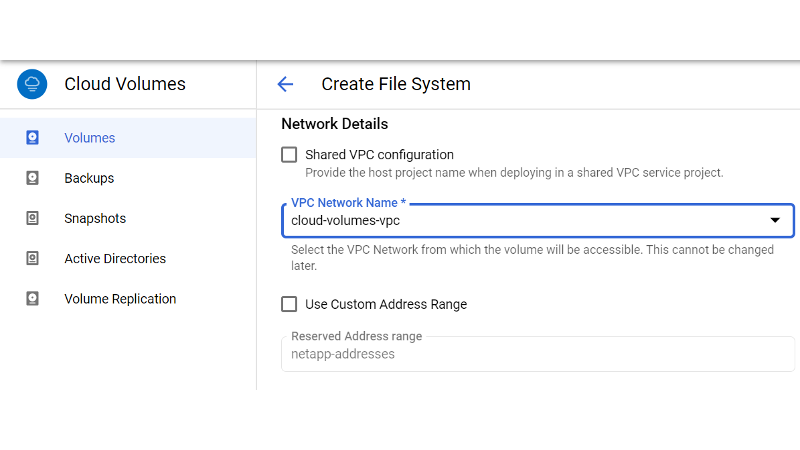 Cloud Volumes
Create File System
Volumes
Backups
Snapshots
Active Directories
Volume Replication
Network Details
Shared VPC configuration
Provide the host project name when deploying in a shared VPC service project.
VPC Network Name *
cloud-volumes-vpc
Select the VPC Network from which the volume will be accessible. This cannot be changed
later.
Use Custom Address Range
Reserved Address range
netapp-addresses